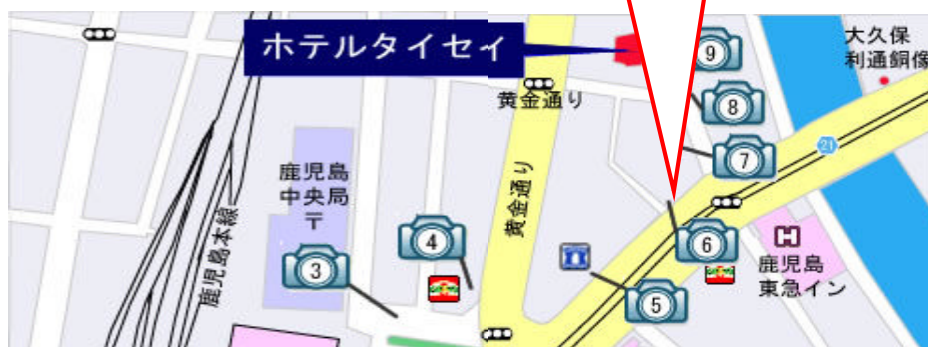 ホテルタイセイ
黄金通り
黄金通り
大久保
利通銅像
9
8
7
21
鹿児島
中央局
〒
鹿児島本線
3
4
5
6
H
鹿児島
東急イン